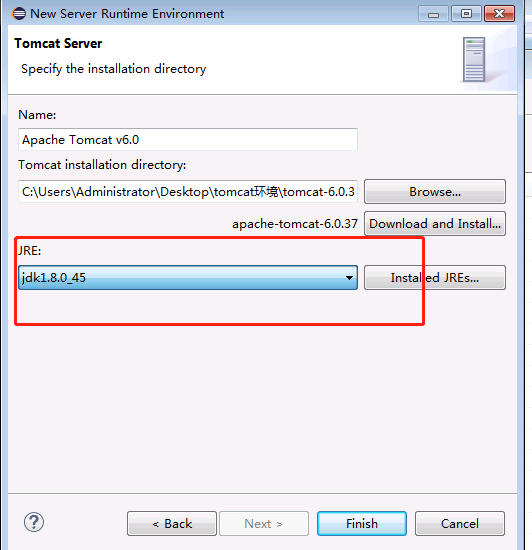 New Server Runtime Environment
Tomcat Server
Specify the installation directory
Name:
Apache Tomcat v6.0
Tomcat installation directory:
C:\Users\Administrator\Desktop\tomcat环境\tomcat-6.0.3
Browse...
apache-tomcat-6.0.37
Download and Install...
JRE:
jdk1.8.0_45
Installed JREs...
?
< Back
Next >
Finish
Cancel